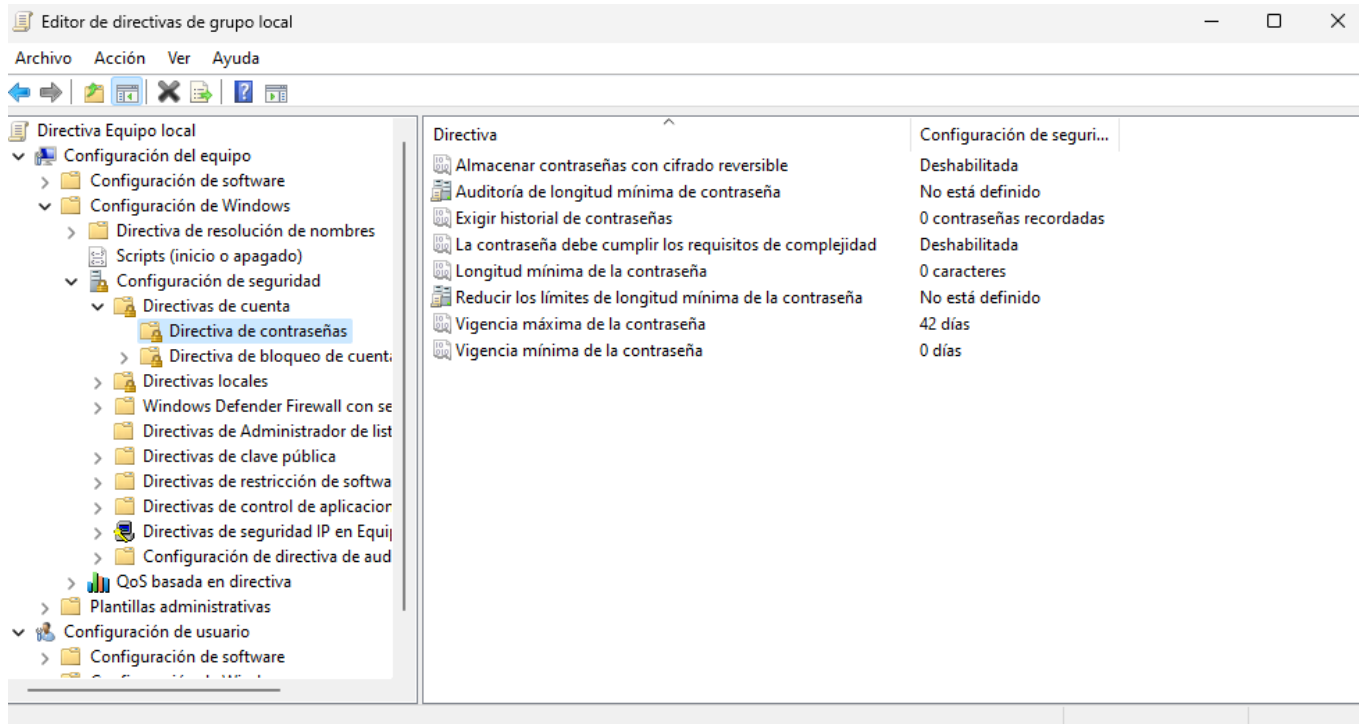 Editor de directivas de grupo local
Archivo Acción Ver Ayuda
Directiva Equipo local
Configuración del equipo
Configuración de software
Configuración de Windows
Directiva de resolución de nombres
Scripts (inicio o apagado)
Configuración de seguridad
Directivas de cuenta
Directiva de contraseñas
Directiva de bloqueo de cuenta
Directivas locales
Windows Defender Firewall con se
Directivas de Administrador de list
Directivas de clave pública
Directivas de restricción de softwa
Directivas de control de aplicacion
Directivas de seguridad IP en Equi
Configuración de directiva de aud
QoS basada en directiva
Plantillas administrativas
Configuración de usuario
Configuración de software
Directiva Configuración de seguri...
Almacenar contraseñas con cifrado reversible Deshabilitada
Auditoría de longitud mínima de contraseña No está definido
Exigir historial de contraseñas 0 contraseñas recordadas
La contraseña debe cumplir los requisitos de complejidad Deshabilitada
Longitud mínima de la contraseña 0 caracteres
Reducir los límites de longitud mínima de la contraseña No está definido
Vigencia máxima de la contraseña 42 días
Vigencia mínima de la contraseña 0 días